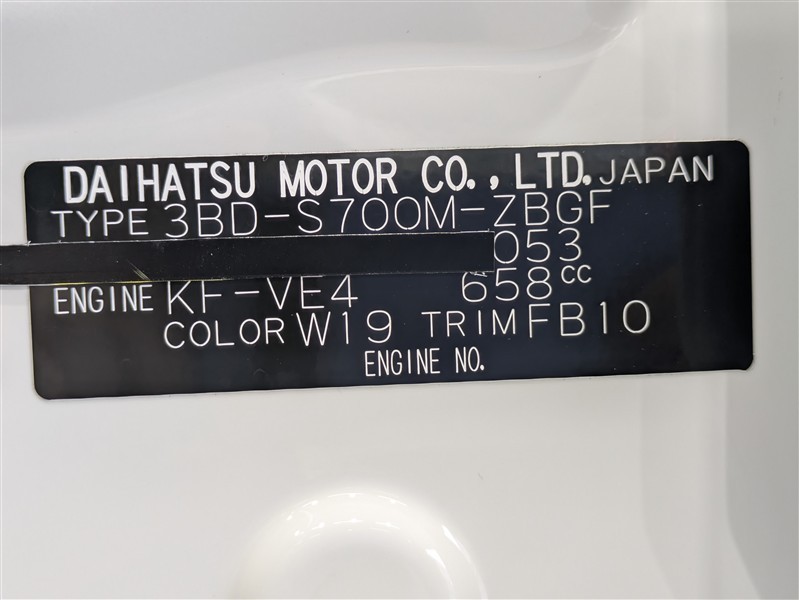 DAIHATSU MOTOR CO., LTD. JAPAN
TYPE 3BD-S700M-ZBGF
053
ENGINE KF-VE4 658cc
COLOR W19 TRIM FB10
ENGINE NO.